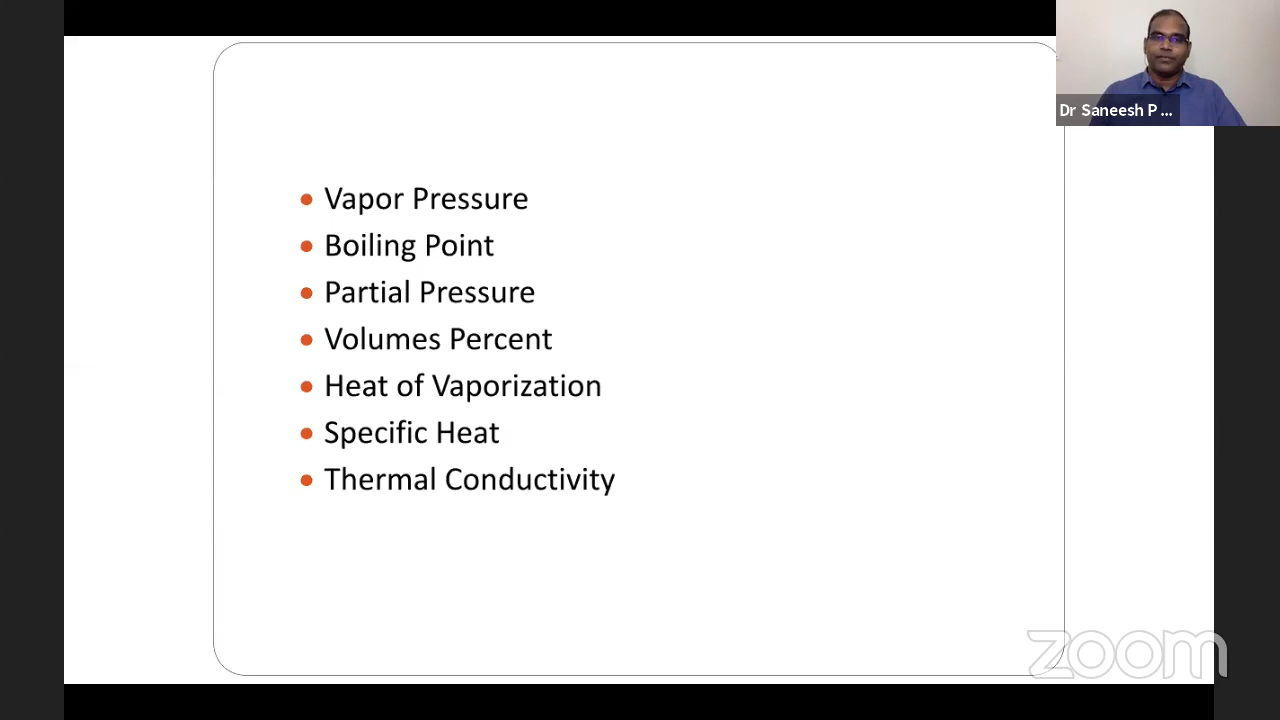 Dr Saneesh P ...
Vapor Pressure
Boiling Point
Partial Pressure
Volumes Percent
Heat of Vaporization
Specific Heat
Thermal Conductivity
zoom